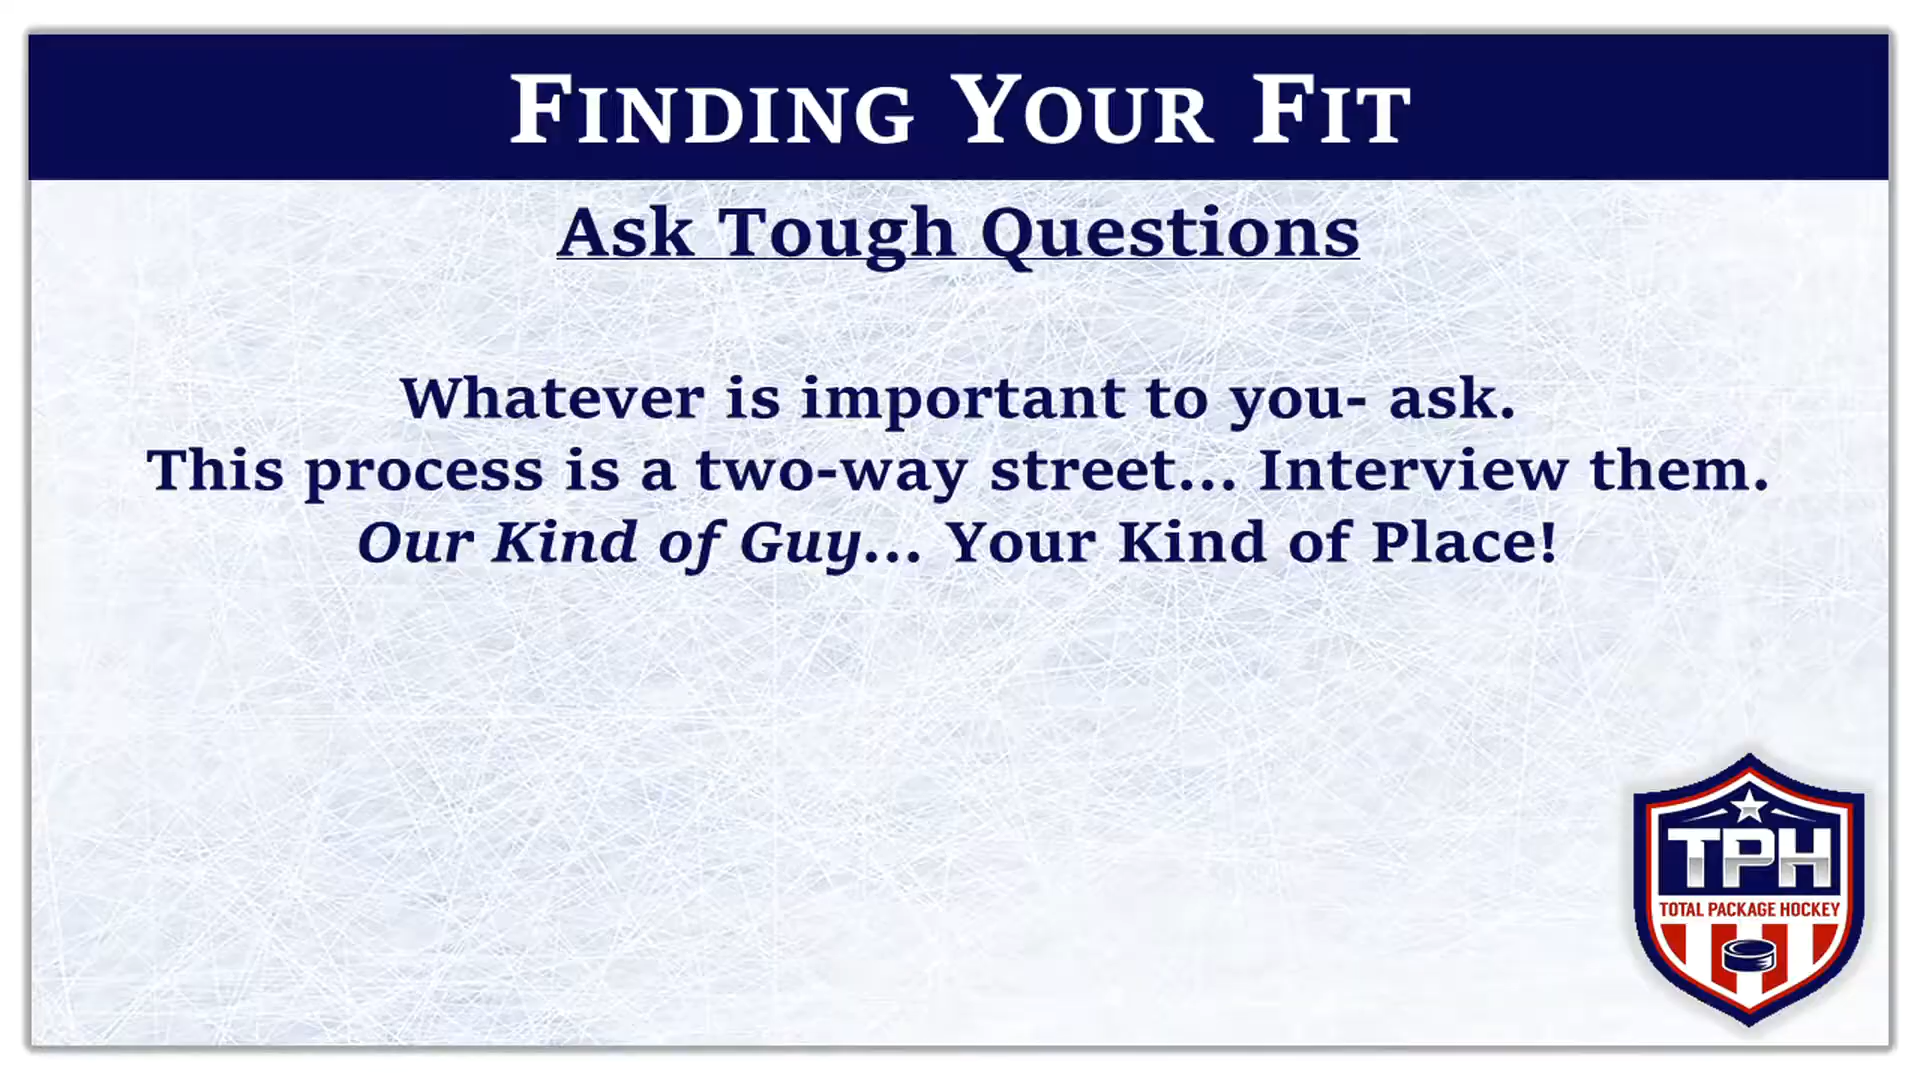 FINDING YOUR FIT
Ask Tough Questions
Whatever is important to you- ask.
This process is a two-way street... Interview them.
Our Kind of Guy... Your Kind of Place!
TPH
TOTAL PACKAGE HOCKEY